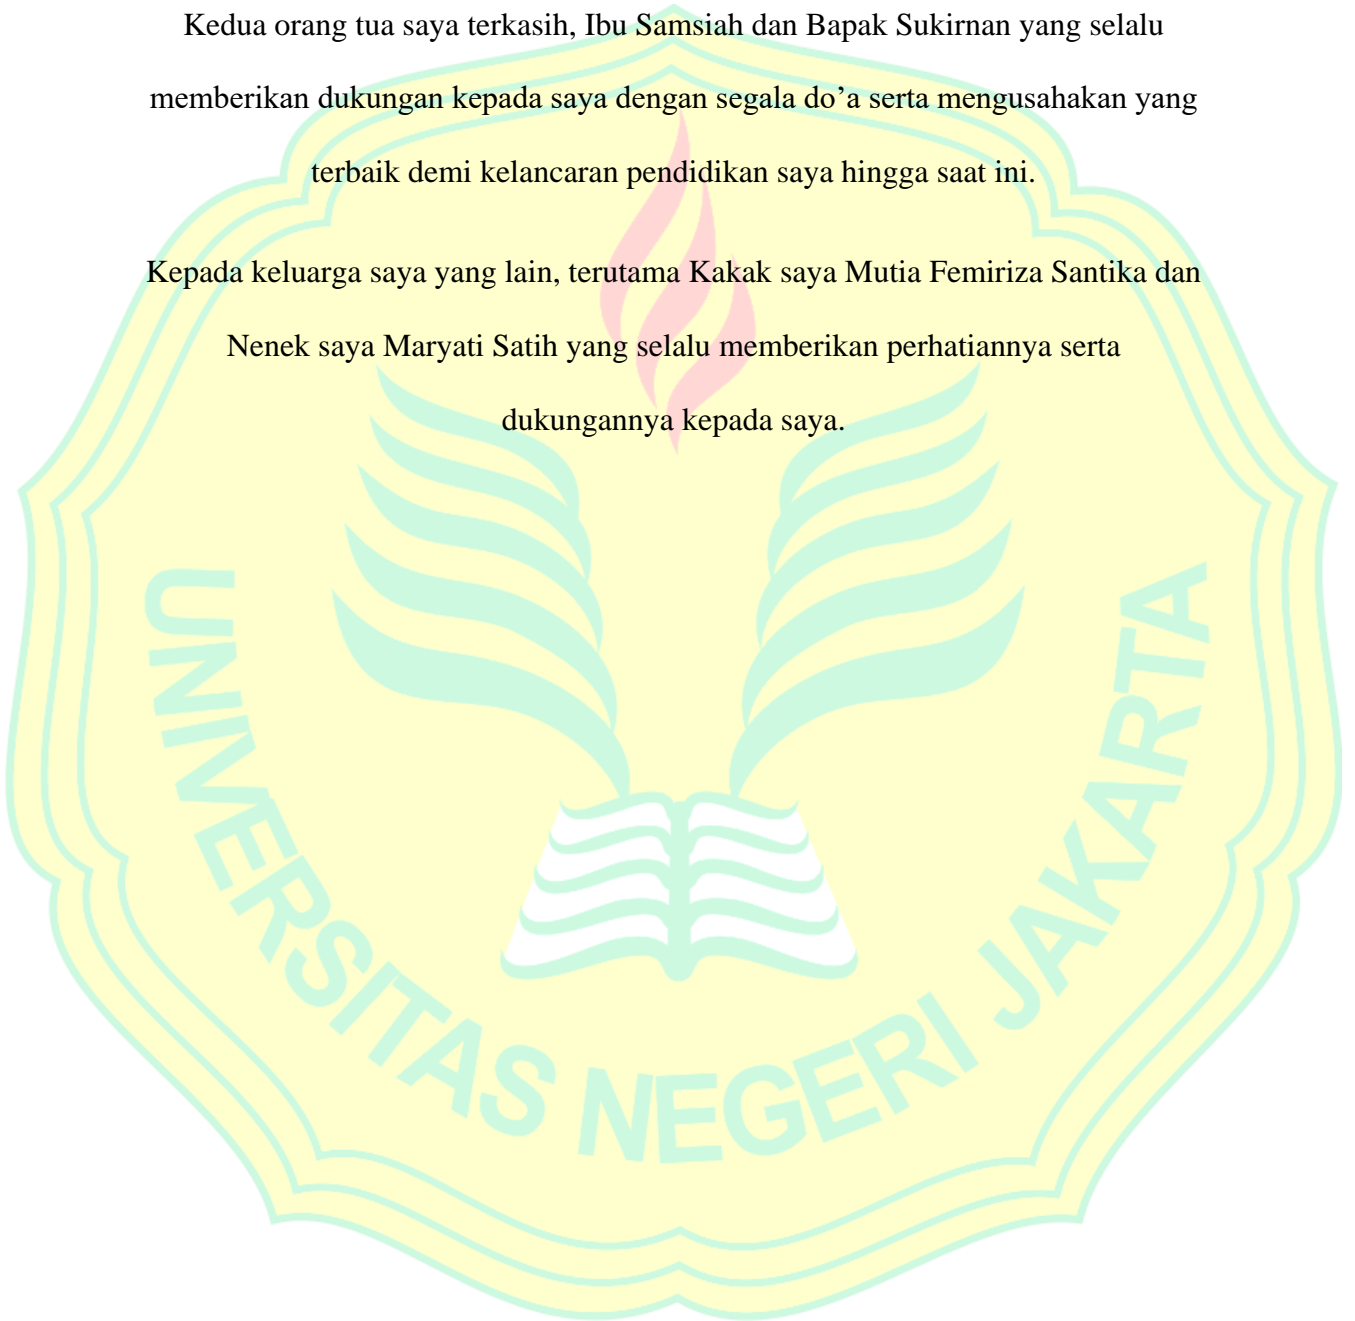 Kedua orang tua saya terkasih, Ibu Samsiah dan Bapak Sukirnan yang selalu
memberikan dukungan kepada saya dengan segala do’a serta mengusahakan yang
terbaik demi kelancaran pendidikan saya hingga saat ini.
Kepada keluarga saya yang lain, terutama Kakak saya Mutia Femiriza Santika dan
Nenek saya Maryati Satih yang selalu memberikan perhatiannya serta
dukungannya kepada saya.
UNIVERSITAS NEGERI JAKARTA